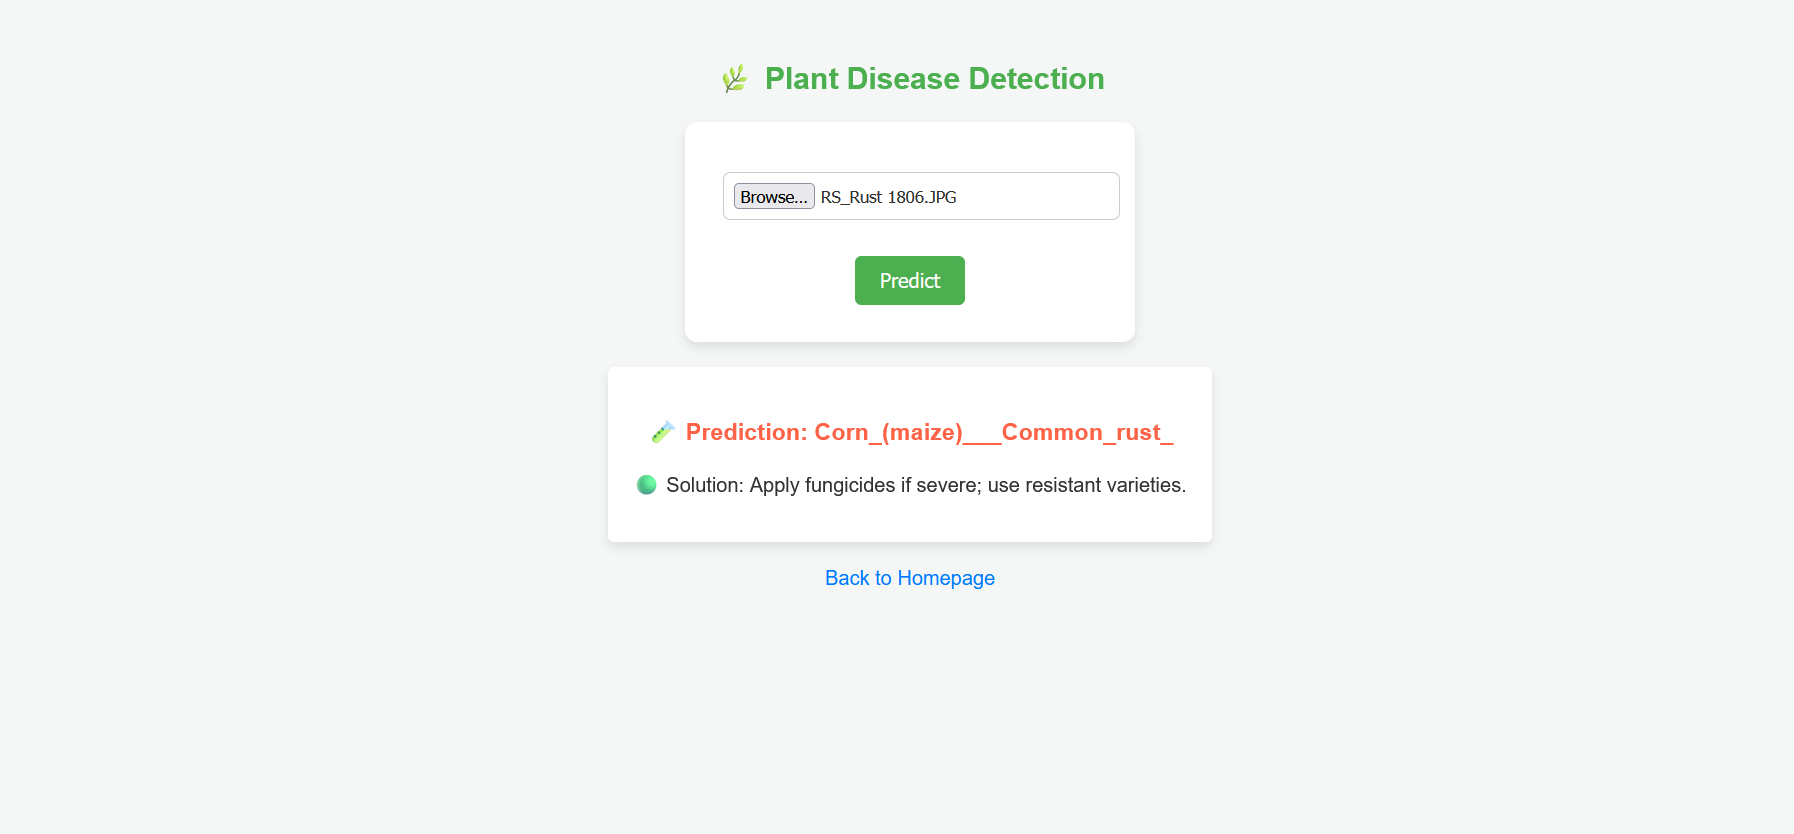 Plant Disease Detection
Browse... RS_Rust 1806.JPG
Predict
Prediction: Corn_(maize)___Common_rust_
Solution: Apply fungicides if severe; use resistant varieties.
Back to Homepage